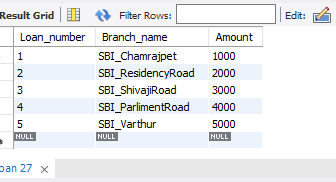 Result Grid Filter Rows: Edit:
Loan_number Branch_name Amount
1 SBI_Chamrajpet 1000
2 SBI_ResidencyRoad 2000
3 SBI_ShivajiRoad 3000
4 SBI_ParlimentRoad 4000
5 SBI_Varthur 5000
NULL NULL NULL
oan 27 x